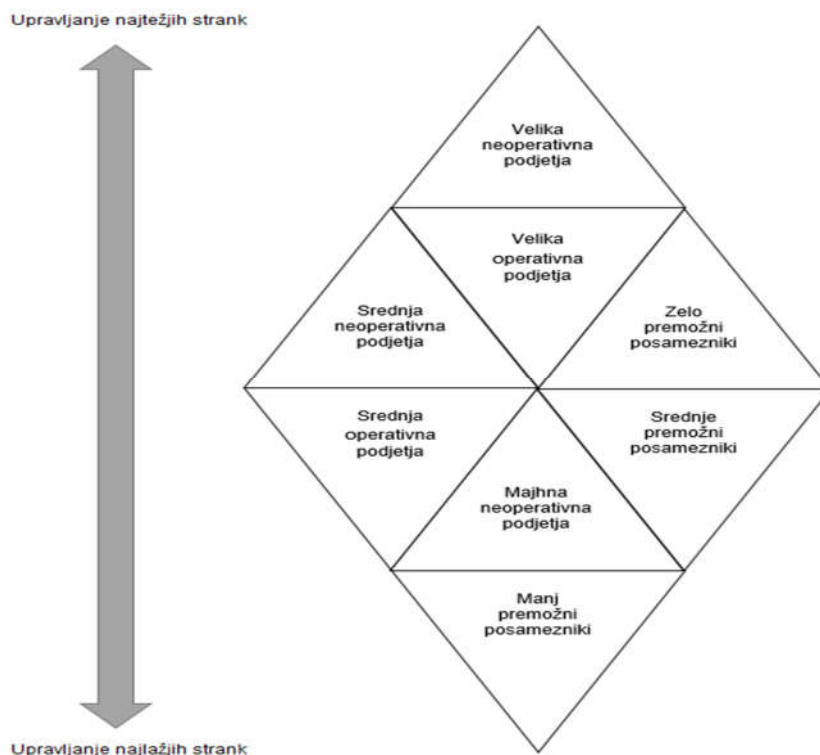 Upravljanje najtežjih strank
Velika
neoperativna
podjetja
Velika
operativna
podjetja
Srednja
neoperativna
podjetja
Zelo
premožni
posamezniki
Srednja
operativna
podjetja
Srednje
premožni
posamezniki
Majhna
neoperativna
podjetja
Manj
premožni
posamezniki
Upravljanje najlažjih strank